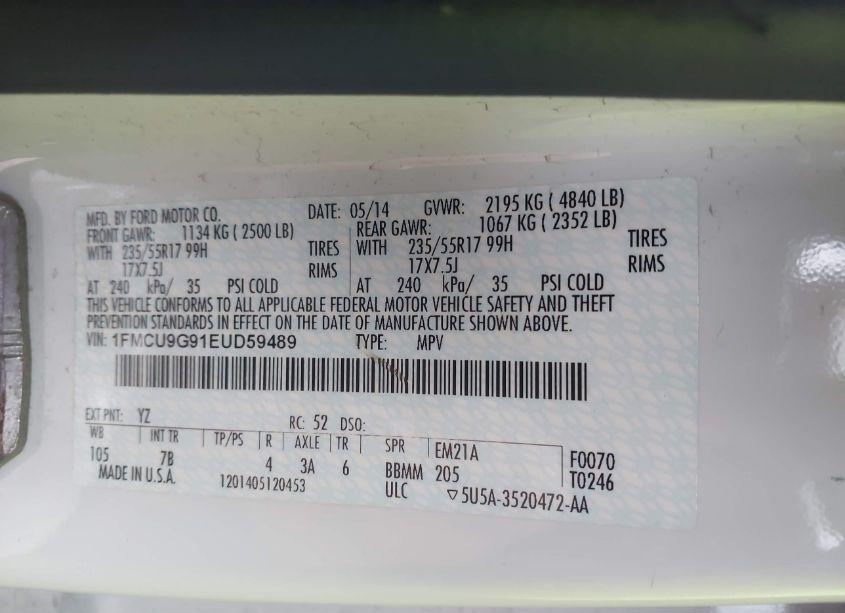 MFD. BY FORD MOTOR CO. DATE: 05/14 GVWR: 2195 KG ( 4840 LB)
FRONT GAWR: 1134 KG ( 2500 LB) REAR GAWR: 1067 KG ( 2352 LB)
WITH 235/55R17 99H TIRES WITH 235/55R17 99H TIRES
17X7.5J RIMS 17X7.5J RIMS
AT 240 kPa/ 35 PSI COLD AT 240 kPa/ 35 PSI COLD
THIS VEHICLE CONFORMS TO ALL APPLICABLE FEDERAL MOTOR VEHICLE SAFETY AND THEFT
PREVENTION STANDARDS IN EFFECT ON THE DATE OF MANUFACTURE SHOWN ABOVE.
VIN: 1FMCU9G91EUD59489 TYPE: MPV
EXT PNT: YZ RC: 52 DSO:
WB INT TR TP/PS R AXLE TR SPR EM21A
105 7B 4 3A 6 BBMM 205 F0070
MADE IN U.S.A. 1201405120453 ULC ▽5U5A-3520472-AA T0246